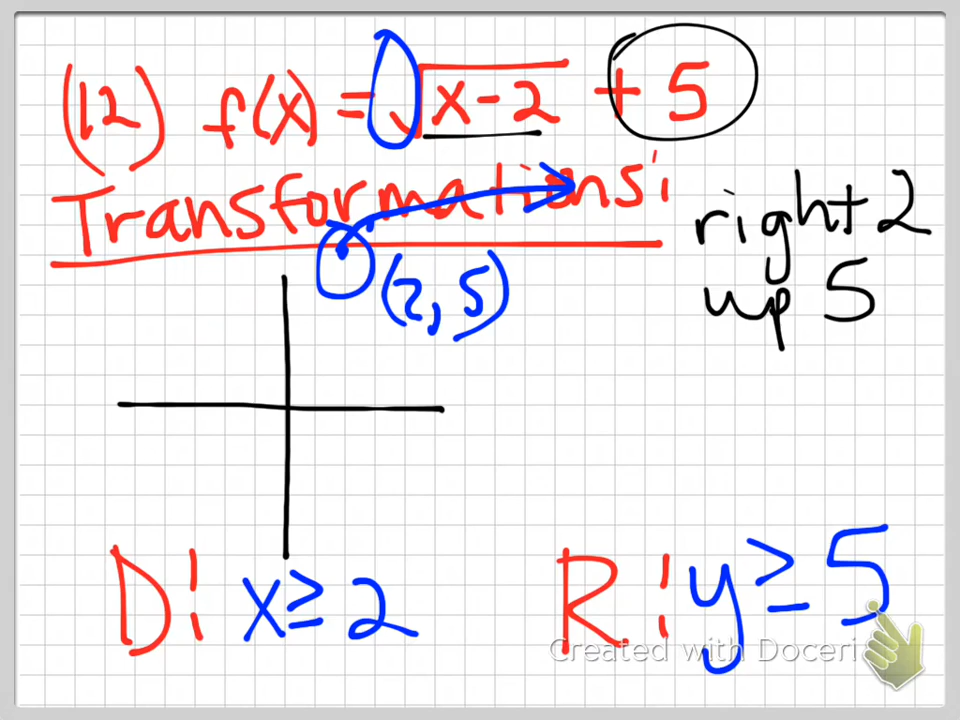 (12) f(x) = √x-2 + 5
Transformations:
right 2
up 5
(2, 5)
D: x ≥ 2
R: y ≥ 5
Created with Doceri